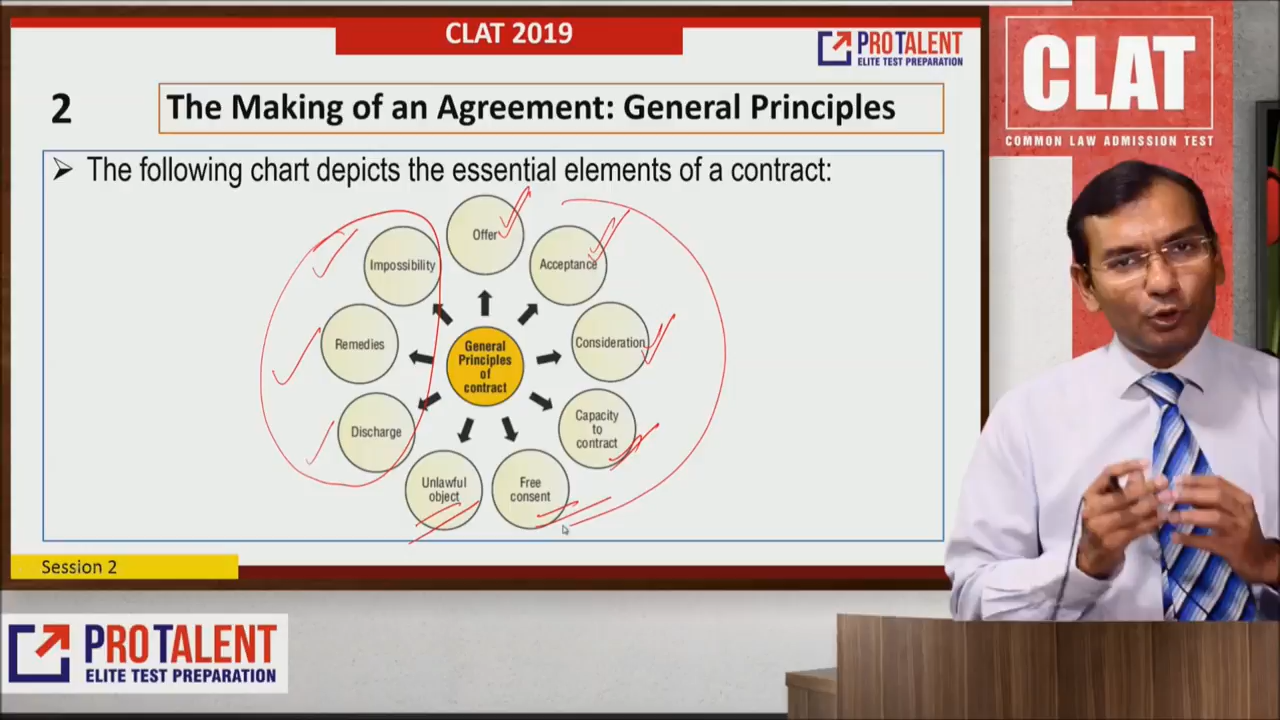 CLAT 2019
PROTALENT
ELITE TEST PREPARATION
CLAT
COMMON LAW ADMISSION TEST
2
The Making of an Agreement: General Principles
➢ The following chart depicts the essential elements of a contract:
Offer
Acceptance
Consideration
Capacity
to
contract
Free
consent
Unlawful
object
Discharge
Remedies
Impossibility
General
Principles
of
contract
Session 2
PROTALENT
ELITE TEST PREPARATION